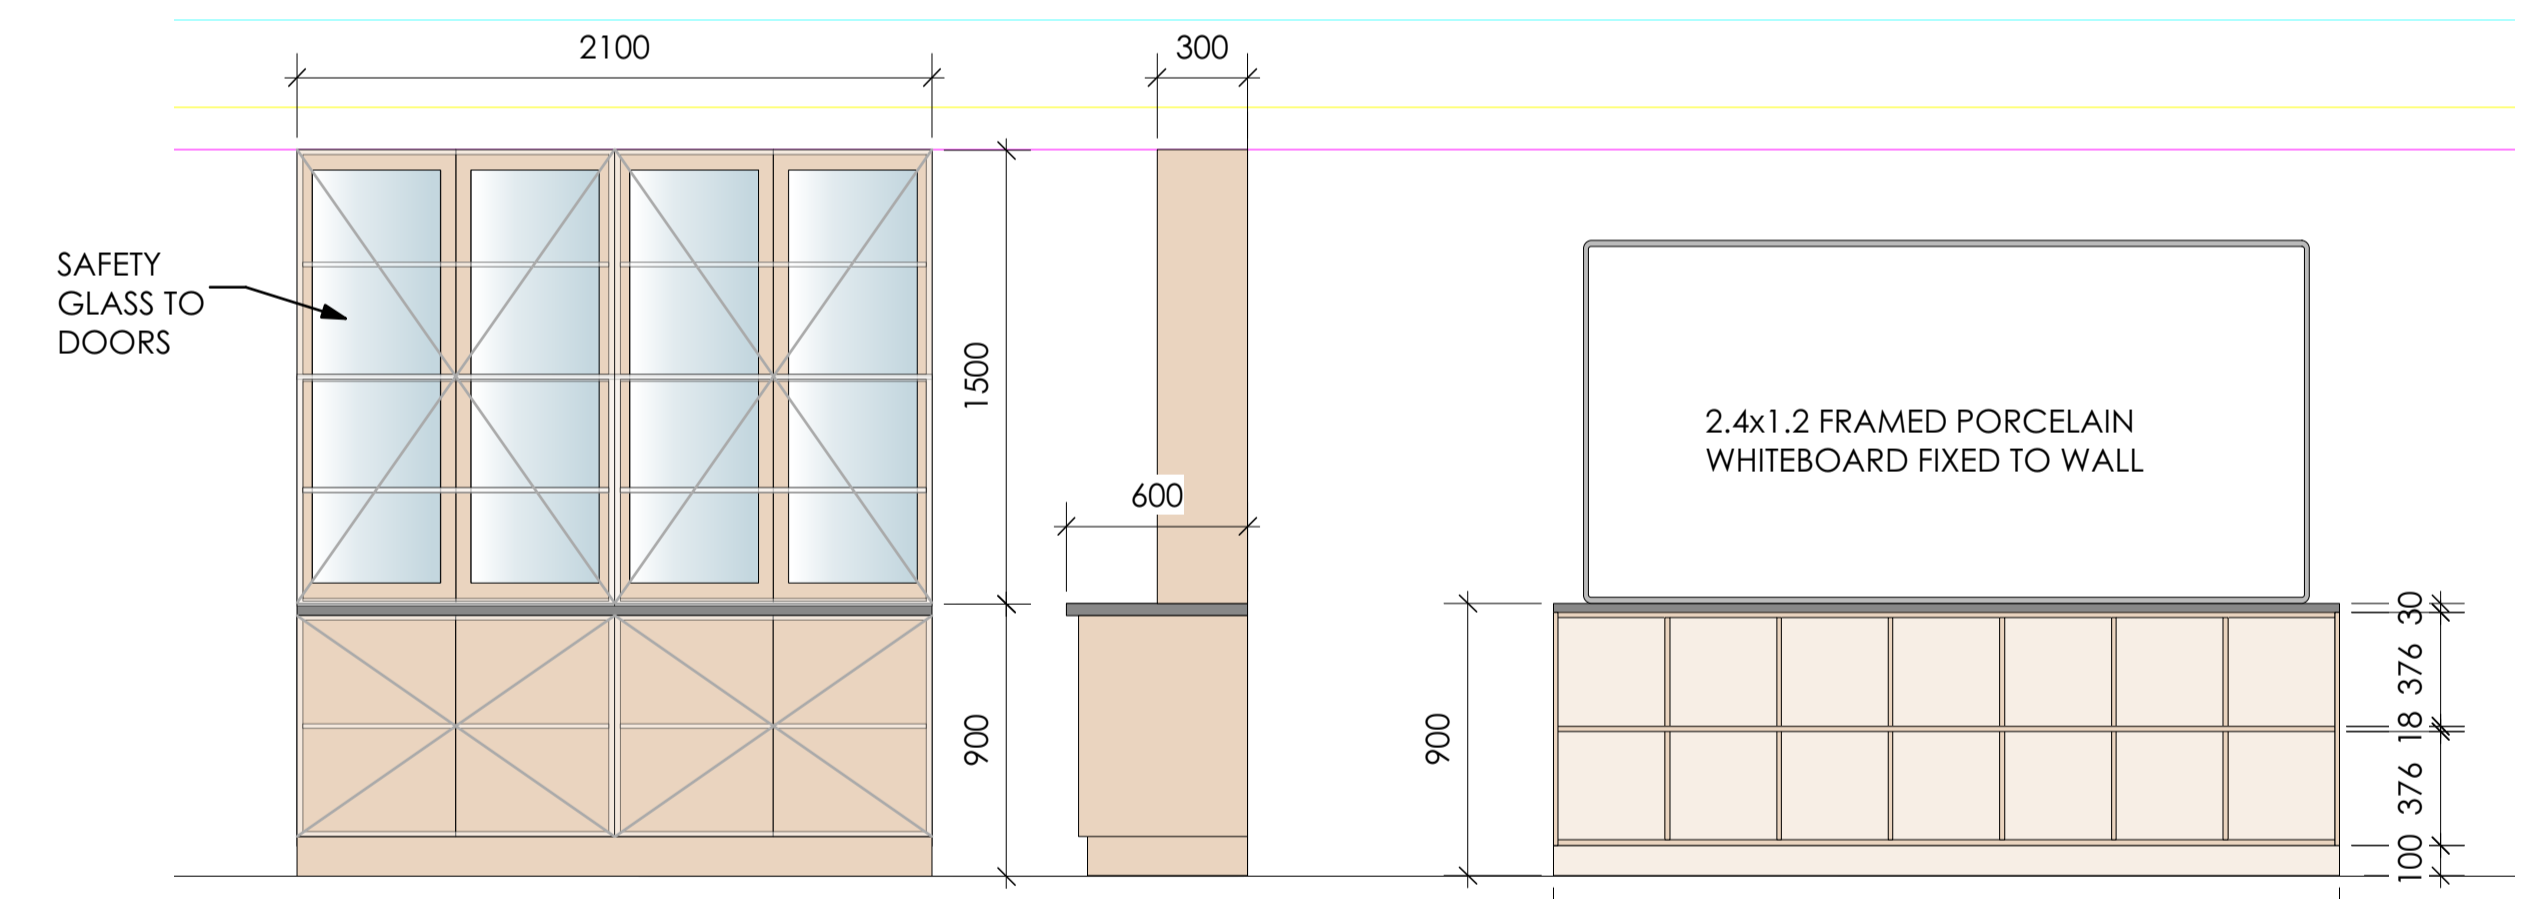 2100
300
SAFETY
GLASS TO
DOORS
1500
2.4x1.2 FRAMED PORCELAIN
WHITEBOARD FIXED TO WALL
600
30
376
900
900
18
376
100